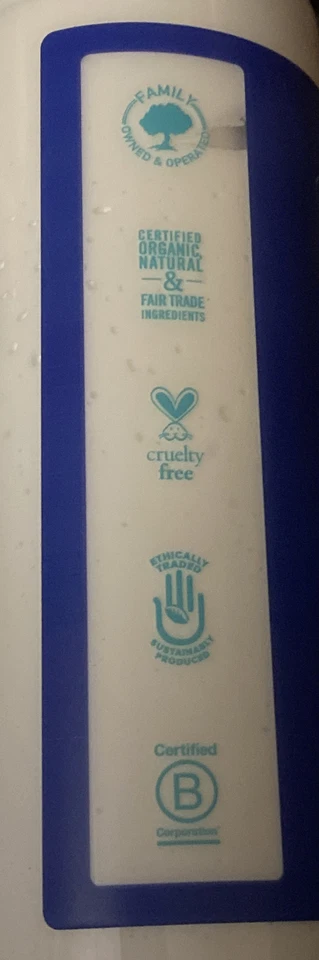 FAMILY
OWNED & OPERATED
CERTIFIED
ORGANIC,
NATURAL
&
FAIR TRADE
INGREDIENTS
cruelty
free
ETHICALLY
TRADED
SUSTAINABLY
PRODUCED
Certified
B
Corporation